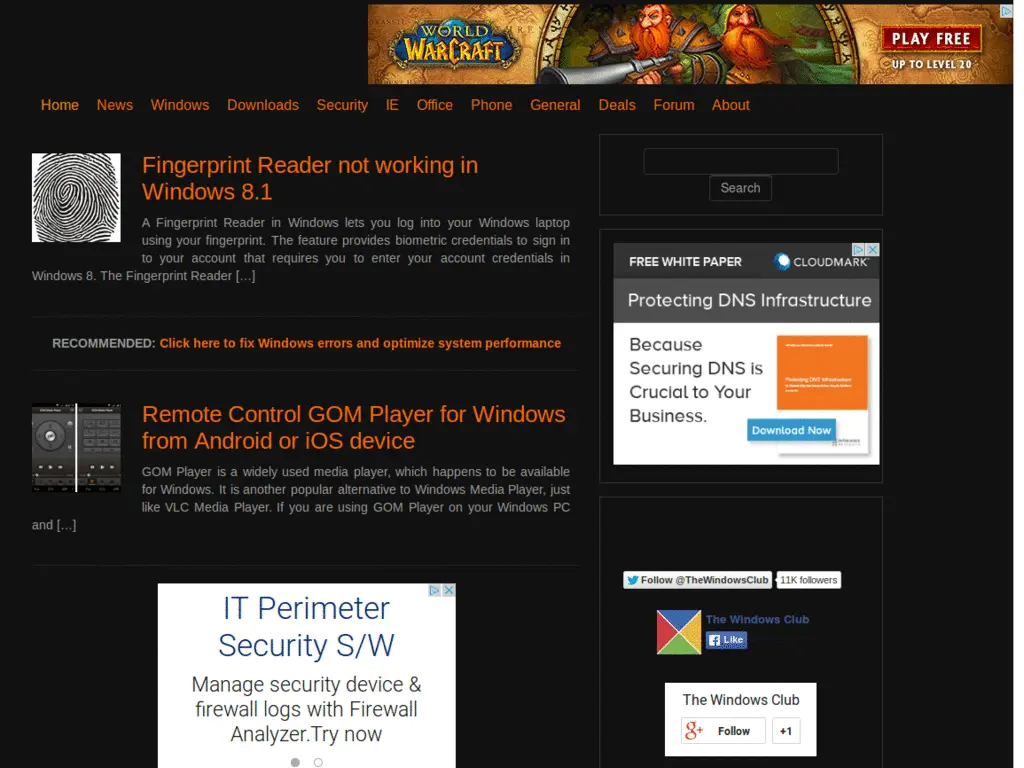 WORLD
WARCRAFT
PLAY FREE
UP TO LEVEL 20
Home News Windows Downloads Security IE Office Phone General Deals Forum About
Fingerprint Reader not working in
Windows 8.1
A Fingerprint Reader in Windows lets you log into your Windows laptop
using your fingerprint. The feature provides biometric credentials to sign in
to your account that requires you to enter your account credentials in
Windows 8. The Fingerprint Reader […]
RECOMMENDED: Click here to fix Windows errors and optimize system performance
Remote Control GOM Player for Windows
from Android or iOS device
GOM Player is a widely used media player, which happens to be available
for Windows. It is another popular alternative to Windows Media Player, just
like VLC Media Player. If you are using GOM Player on your Windows PC
and […]
IT Perimeter
Security S/W
Manage security device &
firewall logs with Firewall
Analyzer.Try now
Search
FREE WHITE PAPER CLOUDMARK
Protecting DNS Infrastructure
Because
Securing DNS is
Crucial to Your
Business.
Protecting DNS Infrastructure
Download Now
Follow @TheWindowsClub 11K followers
The Windows Club
Like
The Windows Club
g+ Follow +1